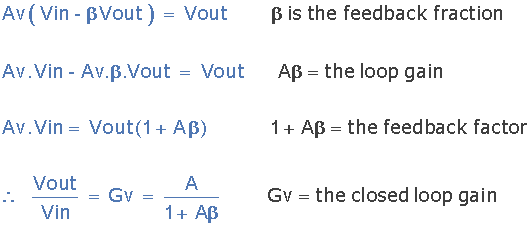 Av( Vin - βVout ) = Vout β is the feedback fraction
Av.Vin - Av.β.Vout = Vout Aβ = the loop gain
Av.Vin = Vout(1 + Aβ) 1 + Aβ = the feedback factor
∴ Vout/Vin = Gv = A/1 + Aβ Gv = the closed loop gain